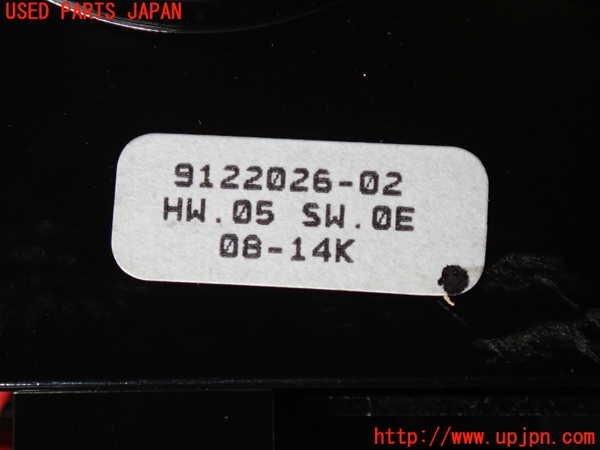 USED PARTS JAPAN
9122026-02
HW.05 SW.0E
08-14K
http://www.upjpn.com/